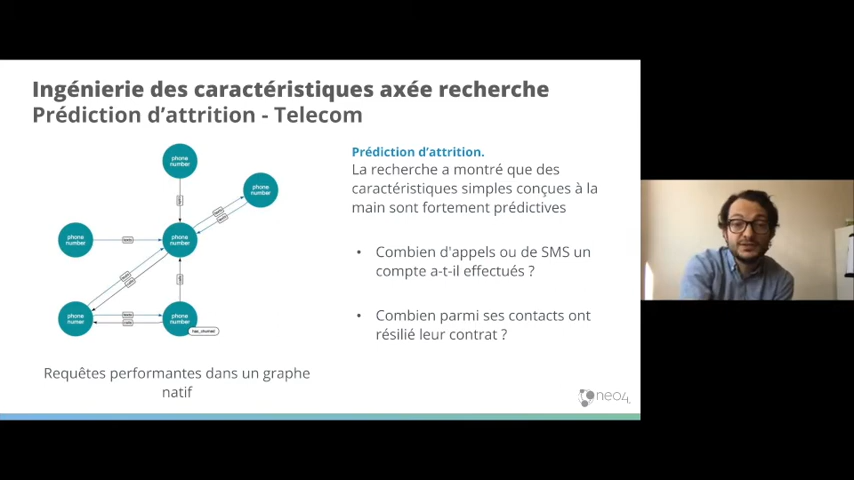 Ingénierie des caractéristiques axée recherche
Prédiction d'attrition - Telecom
phone
number
phone
number
phone
number
phone
number
phone
numer
phone
number
has_churned
Requêtes performantes dans un graphe
natif
Prédiction d'attrition.
La recherche a montré que des
caractéristiques simples conçues à la
main sont fortement prédictives
• Combien d'appels ou de SMS un
compte a-t-il effectués ?
• Combien parmi ses contacts ont
résilié leur contrat ?
neo4j